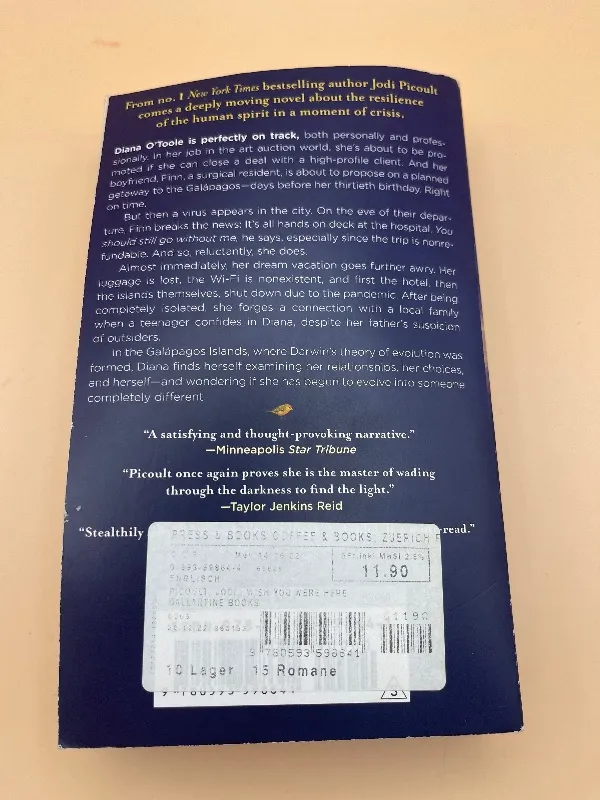 From no. 1 New York Times bestselling author Jodi Picoult
comes a deeply moving novel about the resilience
of the human spirit in a moment of crisis.
Diana O'Toole is perfectly on track, both personally and profes-
sionally. In her job in the art auction world, she's about to be pro-
moted if she can close a deal with a high-profile client. And her
boyfriend, Finn, a surgical resident, is about to propose on a planned
getaway to the Galápagos—days before her thirtieth birthday. Right
on time.
But then a virus appears in the city. On the eve of their depar-
ture, Finn breaks the news: It's all hands on deck at the hospital. You
should still go without me, he says, especially since the trip is nonre-
fundable. And so, reluctantly, she does.
Almost immediately, her dream vacation goes further awry. Her
luggage is lost, the Wi-Fi is nonexistent, and first the hotel, then
the islands themselves, shut down due to the pandemic. After being
completely isolated, she forges a connection with a local family
when a teenager confides in Diana, despite her father's suspicion
of outsiders.
In the Galápagos Islands, where Darwin's theory of evolution was
formed, Diana finds herself examining her relationships, her choices,
and herself—and wondering if she has begun to evolve into someone
completely different.
"A satisfying and thought-provoking narrative."
—Minneapolis Star Tribune
"Picoult once again proves she is the master of wading
through the darkness to find the light."
—Taylor Jenkins Reid
"Stealthily -read."
PRESS & BOOKS COFFEE & BOOKS, ZUERICH F
MwSt 2.5%
11.90
ENGLISCH
PICOULT, JODI: WISH YOU WERE HERE
BALLANTINE BOOKS
9 780593 598641
10 Lager 15 Romane